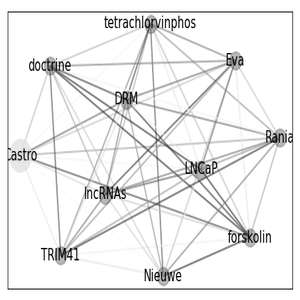 tetrachlorvinphos
Eva
doctrine
DRM
Rania
Castro
LNCaP
lncRNAs
forskolin
TRIM41
Nieuwe